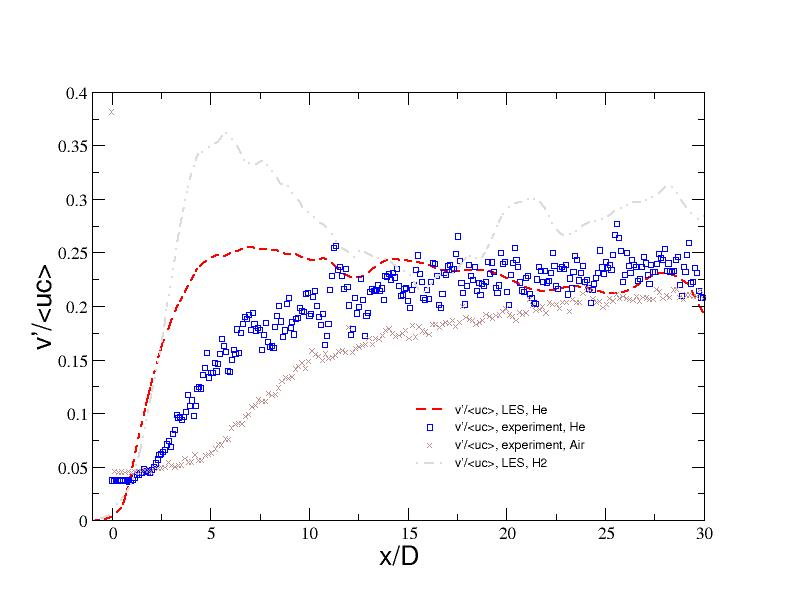 0.4
0.35
0.3
0.25
0.2
0.15
0.1
0.05
0
v'/<uc>
v'/<uc>, LES, He
v'/<uc>, experiment, He
v'/<uc>, experiment, Air
v'/<uc>, LES, H2
0 5 10 15 20 25 30
x/D